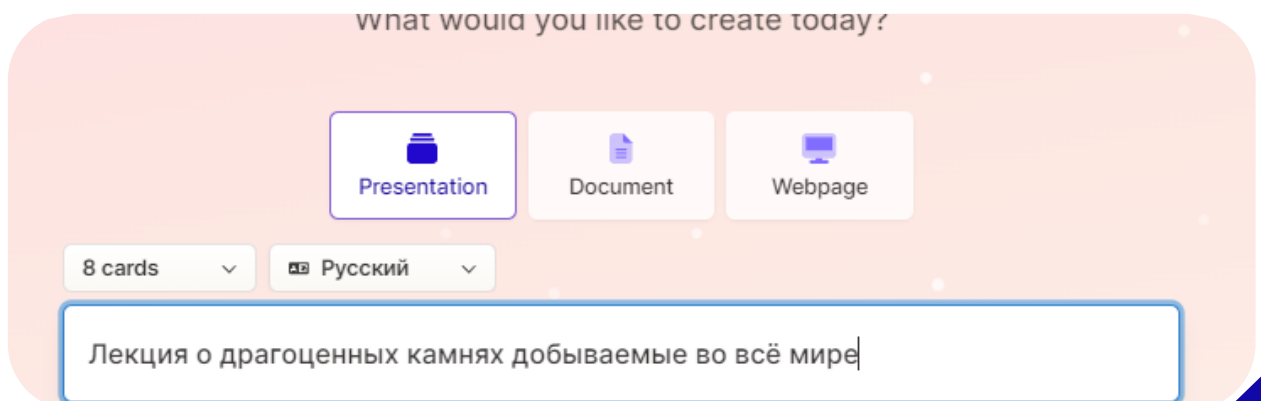 What would you like to create today?
Presentation
Document
Webpage
8 cards
Русский
Лекция о драгоценных камнях добываемые во всё мире